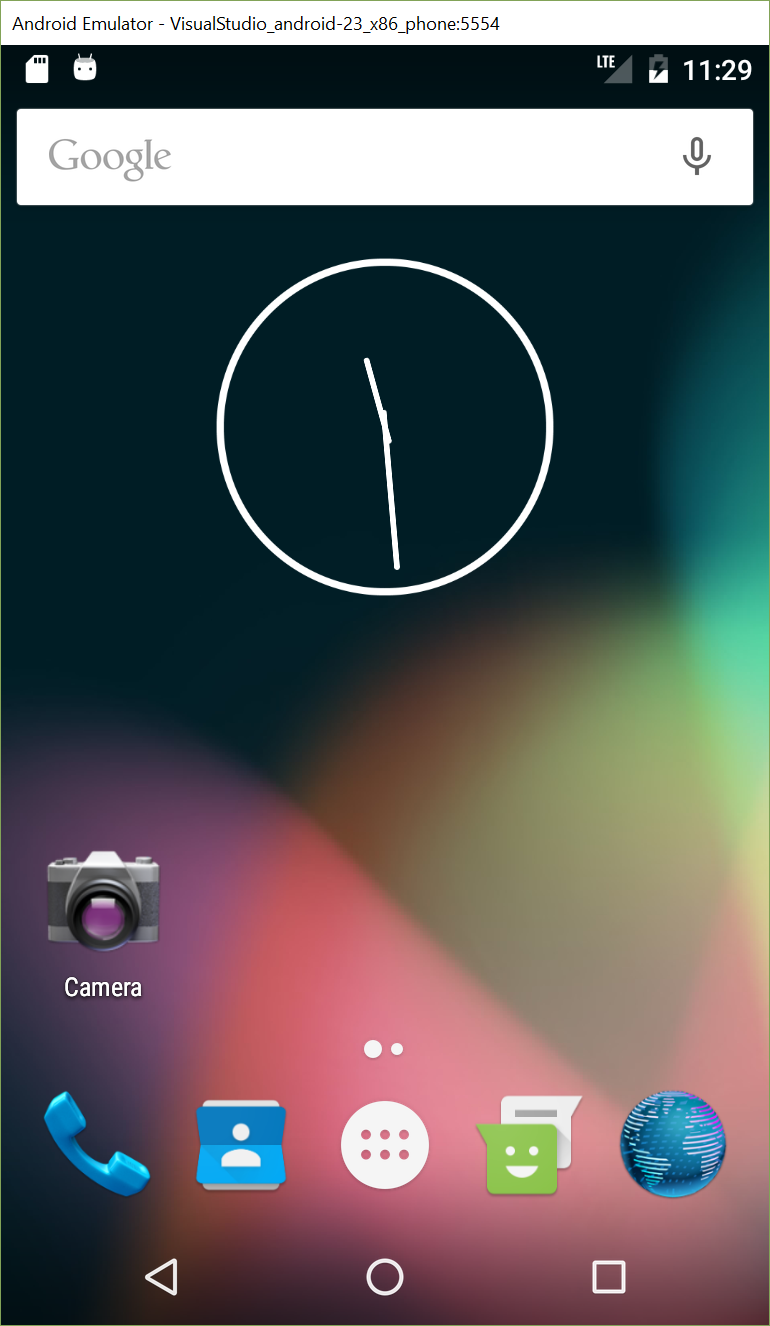 Android Emulator - VisualStudio_android-23_x86_phone:5554
LTE 11:29
Google
Camera